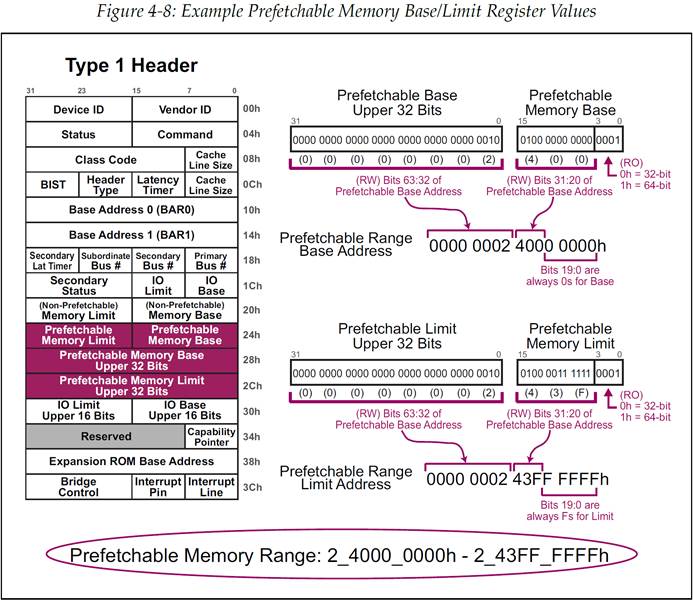 Figure 4-8: Example Prefetchable Memory Base/Limit Register Values
Type 1 Header
31 23 15 7 0
Device ID Vendor ID 00h
Status Command 04h
Class Code Cache Line Size 08h
BIST Header Type Latency Timer Cache Line Size 0Ch
Base Address 0 (BAR0) 10h
Base Address 1 (BAR1) 14h
Secondary Lat Timer Subordinate Bus # Secondary Bus # Primary Bus # 18h
Secondary Status IO Limit IO Base 1Ch
(Non-Prefetchable) Memory Limit (Non-Prefetchable) Memory Base 20h
Prefetchable Memory Limit Prefetchable Memory Base 24h
Prefetchable Memory Base Upper 32 Bits 28h
Prefetchable Memory Limit Upper 32 Bits 2Ch
IO Limit Upper 16 Bits IO Base Upper 16 Bits 30h
Reserved Capability Pointer 34h
Expansion ROM Base Address 38h
Bridge Control Interrupt Pin Interrupt Line 3Ch
Prefetchable Base
Upper 32 Bits
31 0
0000 0000 0000 0000 0000 0000 0000 0010
(0) (0) (0) (0) (0) (0) (0) (2)
(RW) Bits 63:32 of
Prefetchable Base Address
Prefetchable
Memory Base
15 3 0
0100 0000 0000 0001
(4) (0) (0)
(RW) Bits 31:20 of
Prefetchable Base Address
(RO)
0h = 32-bit
1h = 64-bit
Prefetchable Range
Base Address
0000 0002 4000 0000h
Bits 19:0 are
always 0s for Base
Prefetchable Limit
Upper 32 Bits
31 0
0000 0000 0000 0000 0000 0000 0000 0010
(0) (0) (0) (0) (0) (0) (0) (2)
(RW) Bits 63:32 of
Prefetchable Base Address
Prefetchable
Memory Limit
15 3 0
0100 0011 1111 0001
(4) (3) (F)
(RW) Bits 31:20 of
Prefetchable Base Address
(RO)
0h = 32-bit
1h = 64-bit
Prefetchable Range
Limit Address
0000 0002 43FF FFFFh
Bits 19:0 are
always Fs for Limit
Prefetchable Memory Range: 2_4000_0000h - 2_43FF_FFFFh